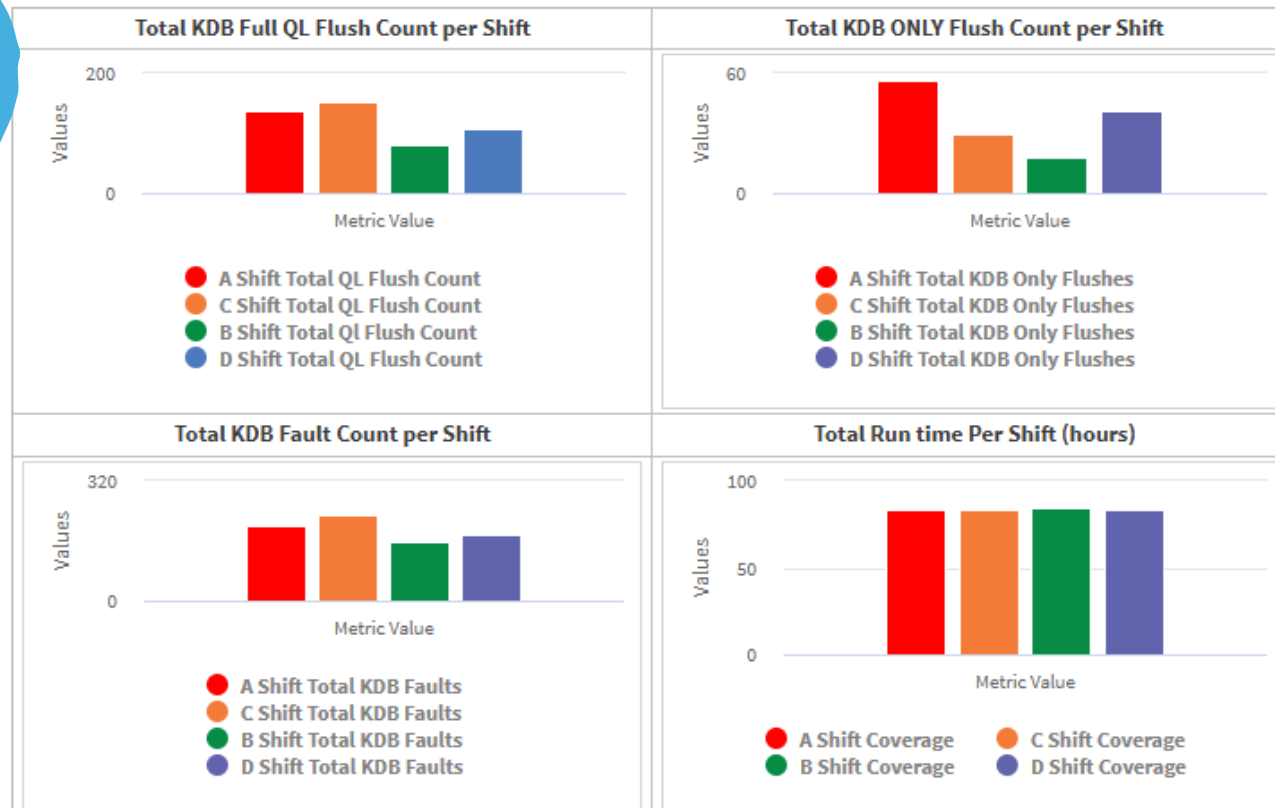 Total KDB Full QL Flush Count per Shift
200
Values
0
Metric Value
A Shift Total QL Flush Count
C Shift Total QL Flush Count
B Shift Total Ql Flush Count
D Shift Total QL Flush Count
Total KDB ONLY Flush Count per Shift
60
Values
0
Metric Value
A Shift Total KDB Only Flushes
C Shift Total KDB Only Flushes
B Shift Total KDB Only Flushes
D Shift Total KDB Only Flushes
Total KDB Fault Count per Shift
320
Values
0
Metric Value
A Shift Total KDB Faults
C Shift Total KDB Faults
B Shift Total KDB Faults
D Shift Total KDB Faults
Total Run time Per Shift (hours)
100
Values
50
0
Metric Value
A Shift Coverage C Shift Coverage
B Shift Coverage D Shift Coverage